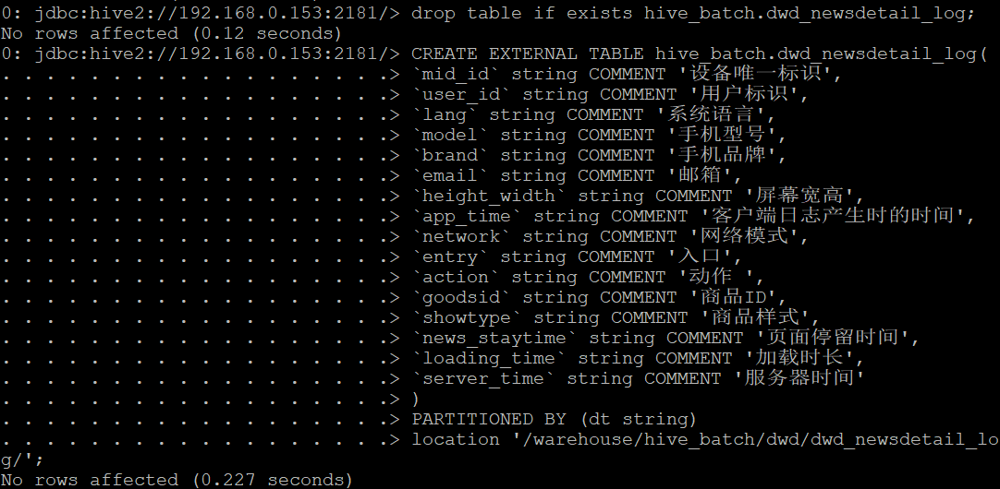 0: jdbc:hive2://192.168.0.153:2181/> drop table if exists hive_batch.dwd_newsdetail_log;
No rows affected (0.12 seconds)
0: jdbc:hive2://192.168.0.153:2181/> CREATE EXTERNAL TABLE hive_batch.dwd_newsdetail_log(
. . . . . . . . . . . . . . . . . .> `mid_id` string COMMENT '设备唯一标识',
. . . . . . . . . . . . . . . . . .> `user_id` string COMMENT '用户标识',
. . . . . . . . . . . . . . . . . .> `lang` string COMMENT '系统语言',
. . . . . . . . . . . . . . . . . .> `model` string COMMENT '手机型号',
. . . . . . . . . . . . . . . . . .> `brand` string COMMENT '手机品牌',
. . . . . . . . . . . . . . . . . .> `email` string COMMENT '邮箱',
. . . . . . . . . . . . . . . . . .> `height_width` string COMMENT '屏幕宽高',
. . . . . . . . . . . . . . . . . .> `app_time` string COMMENT '客户端日志产生时的时间',
. . . . . . . . . . . . . . . . . .> `network` string COMMENT '网络模式',
. . . . . . . . . . . . . . . . . .> `entry` string COMMENT '入口',
. . . . . . . . . . . . . . . . . .> `action` string COMMENT '动作 ',
. . . . . . . . . . . . . . . . . .> `goodsid` string COMMENT '商品ID',
. . . . . . . . . . . . . . . . . .> `showtype` string COMMENT '商品样式',
. . . . . . . . . . . . . . . . . .> `news_staytime` string COMMENT '页面停留时间',
. . . . . . . . . . . . . . . . . .> `loading_time` string COMMENT '加载时长',
. . . . . . . . . . . . . . . . . .> `server_time` string COMMENT '服务器时间'
. . . . . . . . . . . . . . . . . .> )
. . . . . . . . . . . . . . . . . .> PARTITIONED BY (dt string)
. . . . . . . . . . . . . . . . . .> location '/warehouse/hive_batch/dwd/dwd_newsdetail_lo
g/';
No rows affected (0.227 seconds)